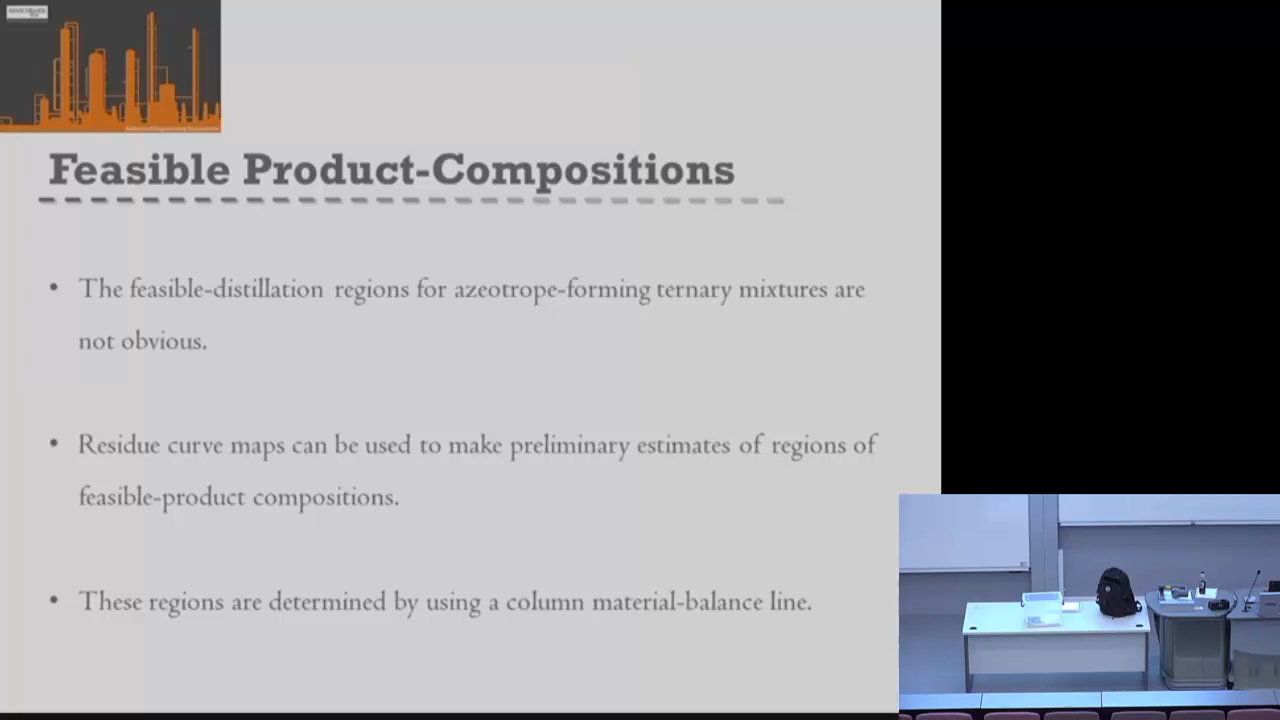 Feasible Product-Compositions
• The feasible-distillation regions for azeotrope-forming ternary mixtures are
not obvious.
• Residue curve maps can be used to make preliminary estimates of regions of
feasible-product compositions.
• These regions are determined by using a column material-balance line.